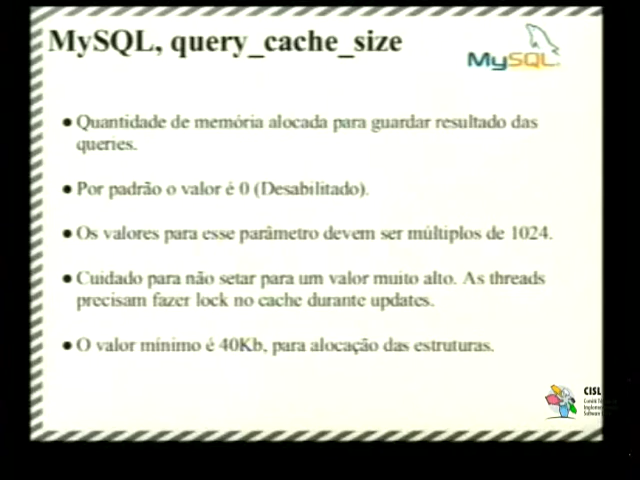 MySQL, query_cache_size
MySQL
● Quantidade de memória alocada para guardar resultado das
queries.
● Por padrão o valor é 0 (Desabilitado).
● Os valores para esse parâmetro devem ser múltiplos de 1024.
● Cuidado para não setar para um valor muito alto. As threads
precisam fazer lock no cache durante updates.
● O valor mínimo é 40Kb, para alocação das estruturas.
CISL
Software